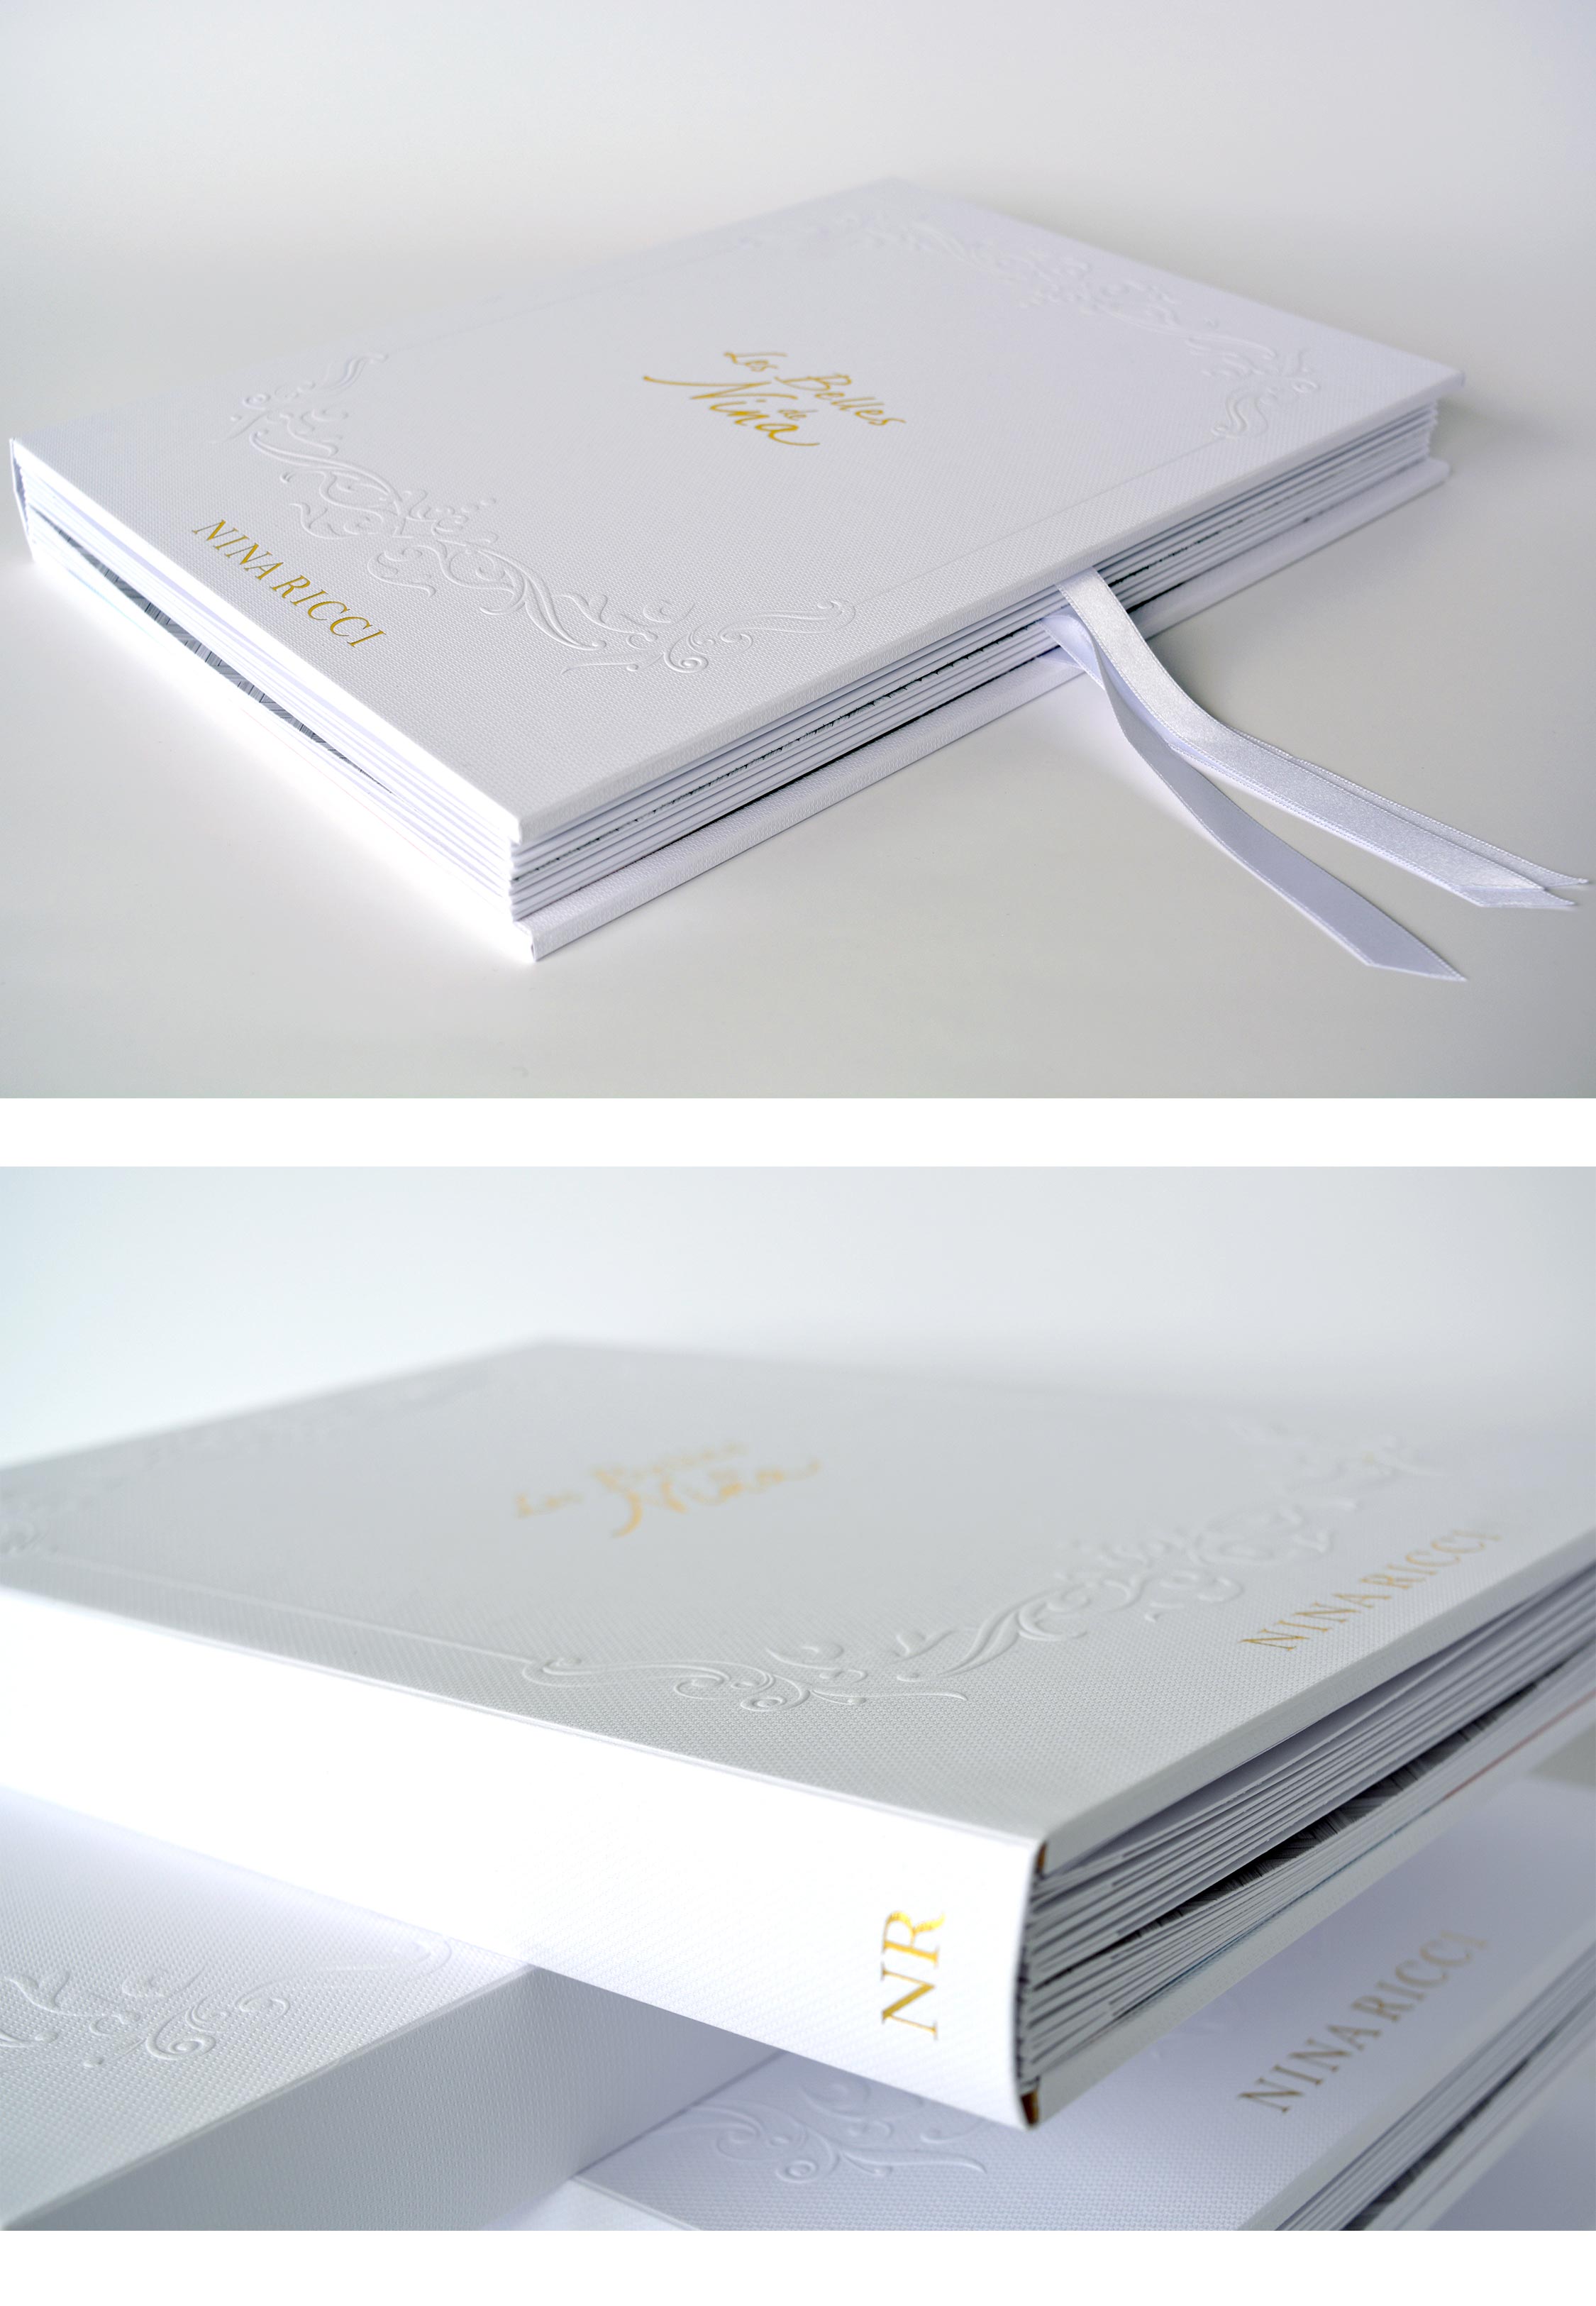 Les Belles
de
Nina
NINA RICCI
Les Belles
de
Nina
NINA RICCI
NR
NINA RICCI